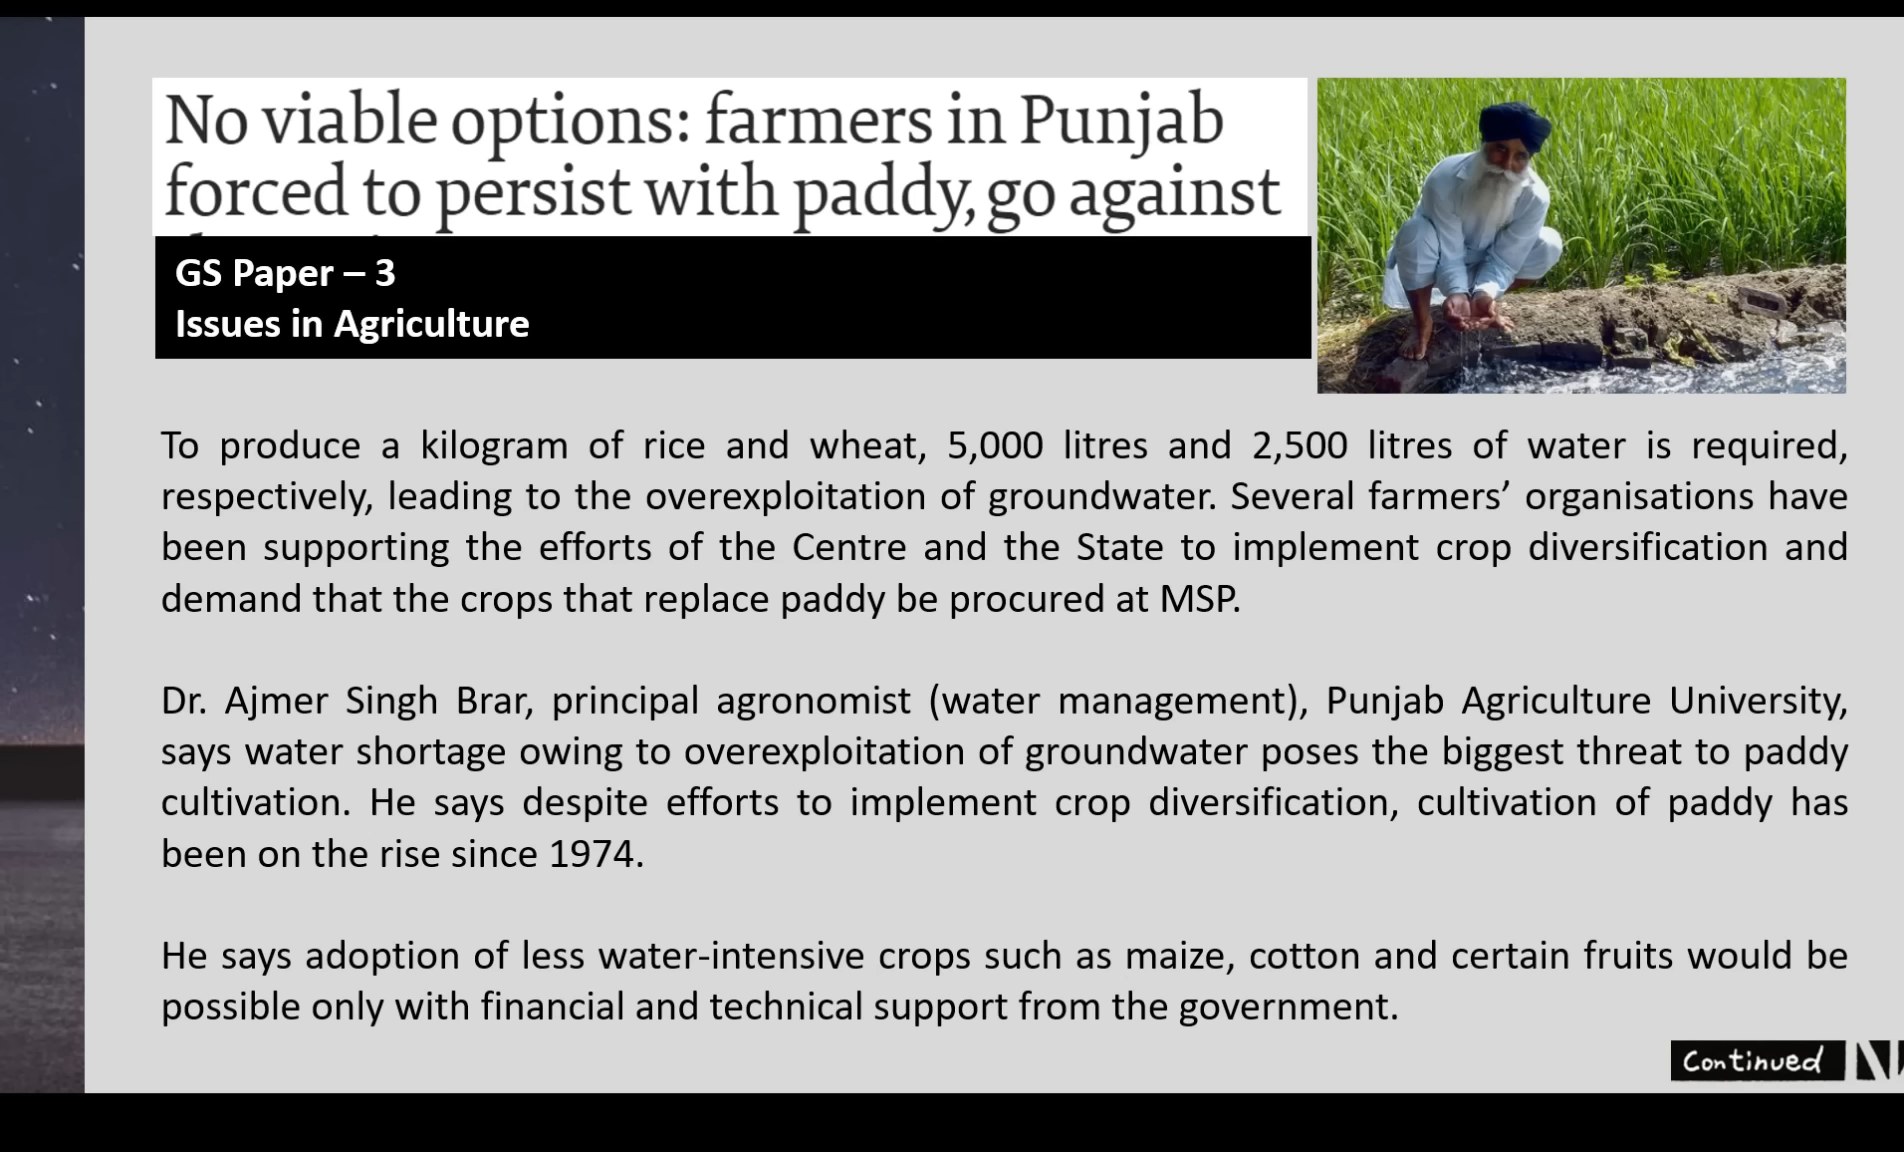 No viable options: farmers in Punjab
forced to persist with paddy, go against
GS Paper – 3
Issues in Agriculture
To produce a kilogram of rice and wheat, 5,000 litres and 2,500 litres of water is required,
respectively, leading to the overexploitation of groundwater. Several farmers’ organisations have
been supporting the efforts of the Centre and the State to implement crop diversification and
demand that the crops that replace paddy be procured at MSP.
Dr. Ajmer Singh Brar, principal agronomist (water management), Punjab Agriculture University,
says water shortage owing to overexploitation of groundwater poses the biggest threat to paddy
cultivation. He says despite efforts to implement crop diversification, cultivation of paddy has
been on the rise since 1974.
He says adoption of less water-intensive crops such as maize, cotton and certain fruits would be
possible only with financial and technical support from the government.
Continued